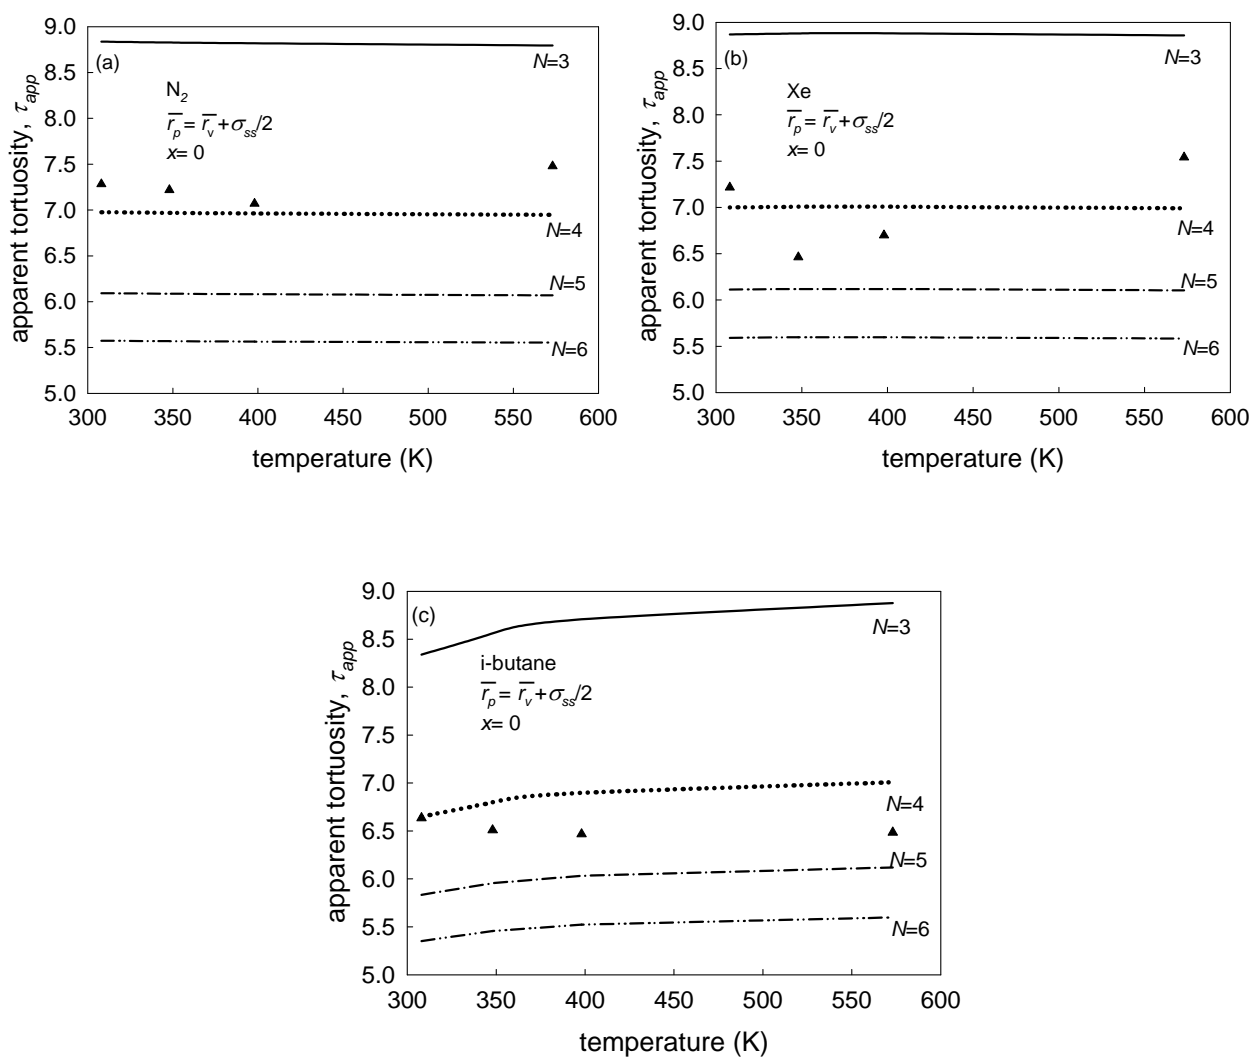 apparent tortuosity, τapp
9.0
8.5
8.0
7.5
7.0
6.5
6.0
5.5
5.0
(a)
N2
r̅p = r̅v + σss/2
x= 0
N=3
N=4
N=5
N=6
300 350 400 450 500 550 600
temperature (K)
apparent tortuosity, τapp
9.0
8.5
8.0
7.5
7.0
6.5
6.0
5.5
5.0
(b)
Xe
r̅p = r̅v + σss/2
x= 0
N=3
N=4
N=5
N=6
300 350 400 450 500 550 600
temperature (K)
apparent tortuosity, τapp
9.0
8.5
8.0
7.5
7.0
6.5
6.0
5.5
5.0
(c)
i-butane
r̅p = r̅v + σss/2
x= 0
N=3
N=4
N=5
N=6
300 350 400 450 500 550 600
temperature (K)